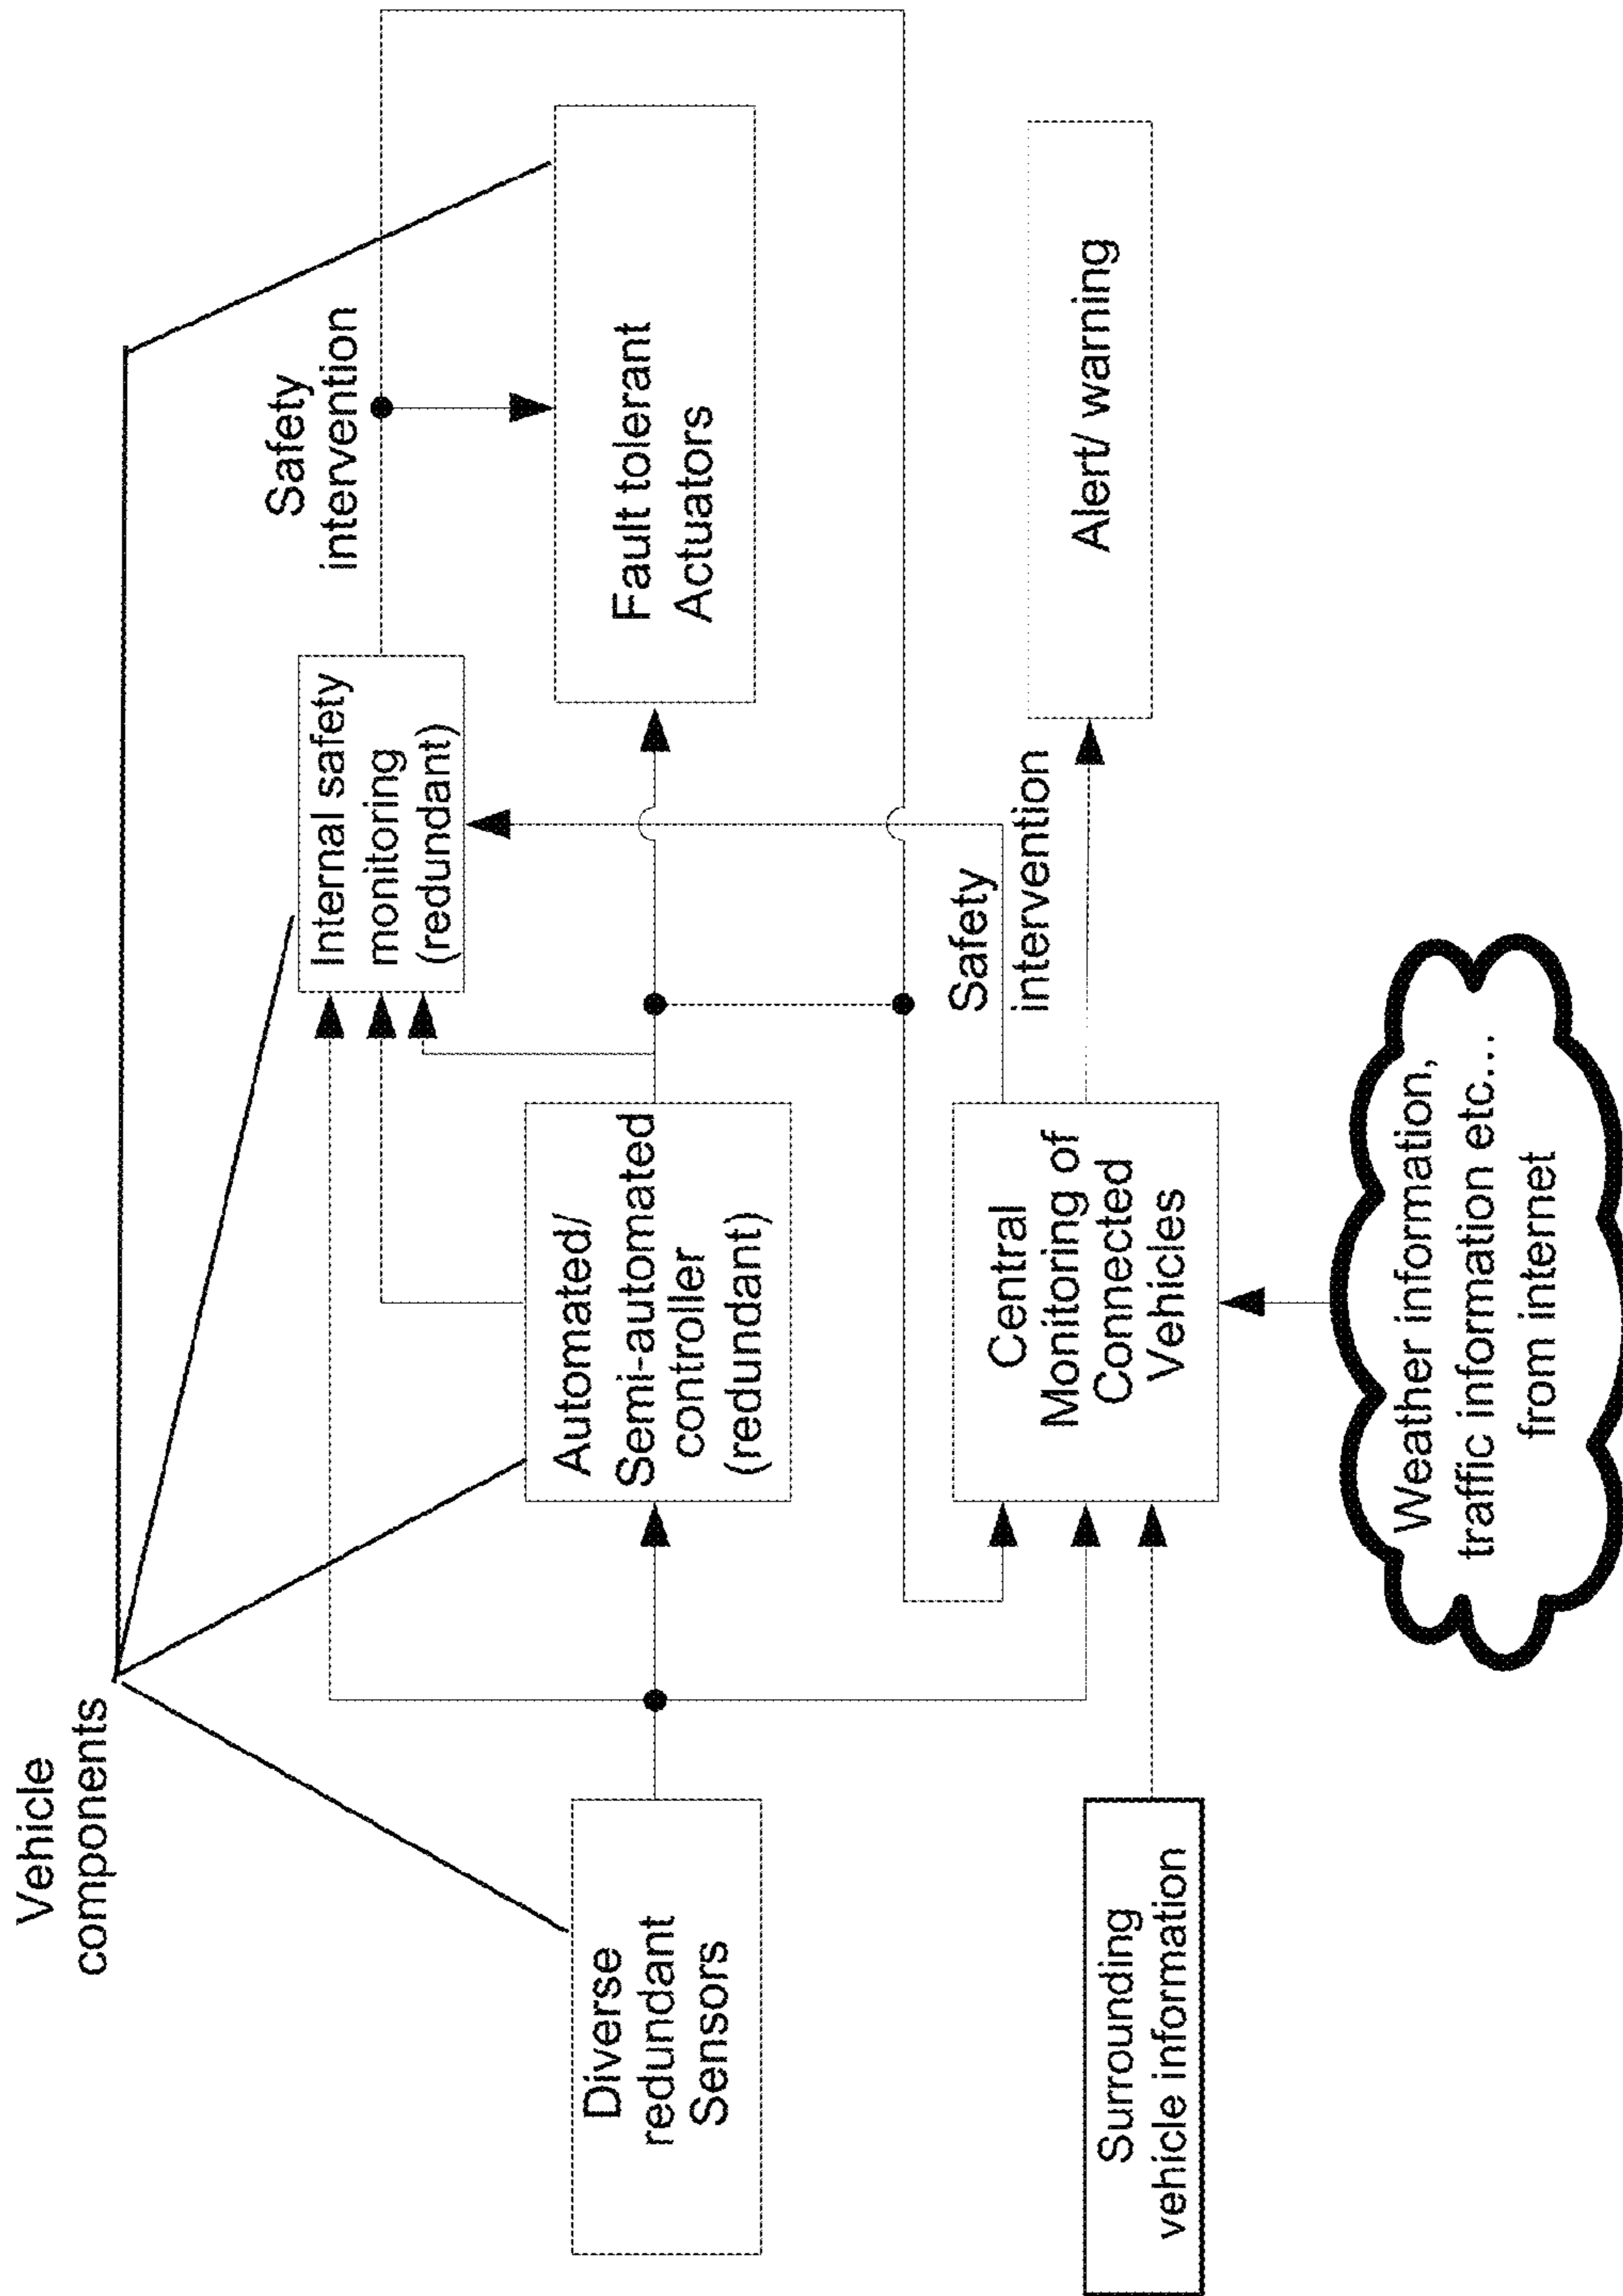 Vehicle
components
Safety
intervention
Internal safety
monitoring
(redundant)
Diverse
redundant
Sensors
Automated/
Semi-automated
controller
(redundant)
Fault tolerant
Actuators
Safety
intervention
Surrounding
vehicle information
Central
Monitoring of
Connected
Vehicles
Alert/ warning
Weather information,
traffic information etc...
from internet